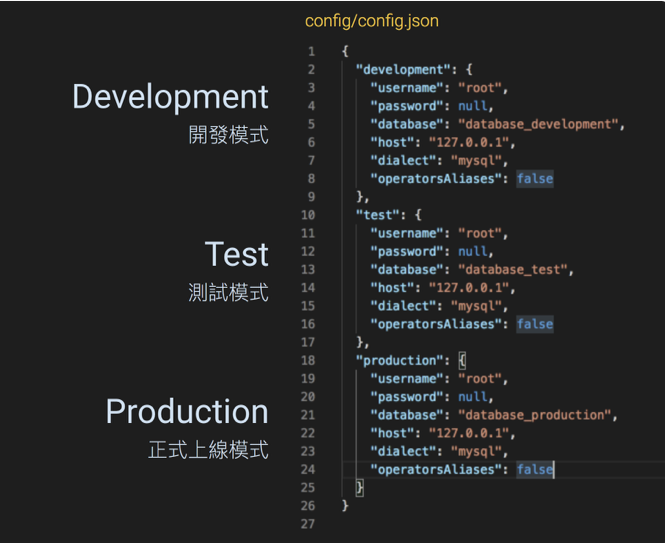 config/config.json
Development
開發模式
Test
測試模式
Production
正式上線模式
1 {
2 "development": {
3 "username": "root",
4 "password": null,
5 "database": "database_development",
6 "host": "127.0.0.1",
7 "dialect": "mysql",
8 "operatorsAliases": false
9 },
10 "test": {
11 "username": "root",
12 "password": null,
13 "database": "database_test",
14 "host": "127.0.0.1",
15 "dialect": "mysql",
16 "operatorsAliases": false
17 },
18 "production": {
19 "username": "root",
20 "password": null,
21 "database": "database_production",
22 "host": "127.0.0.1",
23 "dialect": "mysql",
24 "operatorsAliases": false
25 }
26 }
27